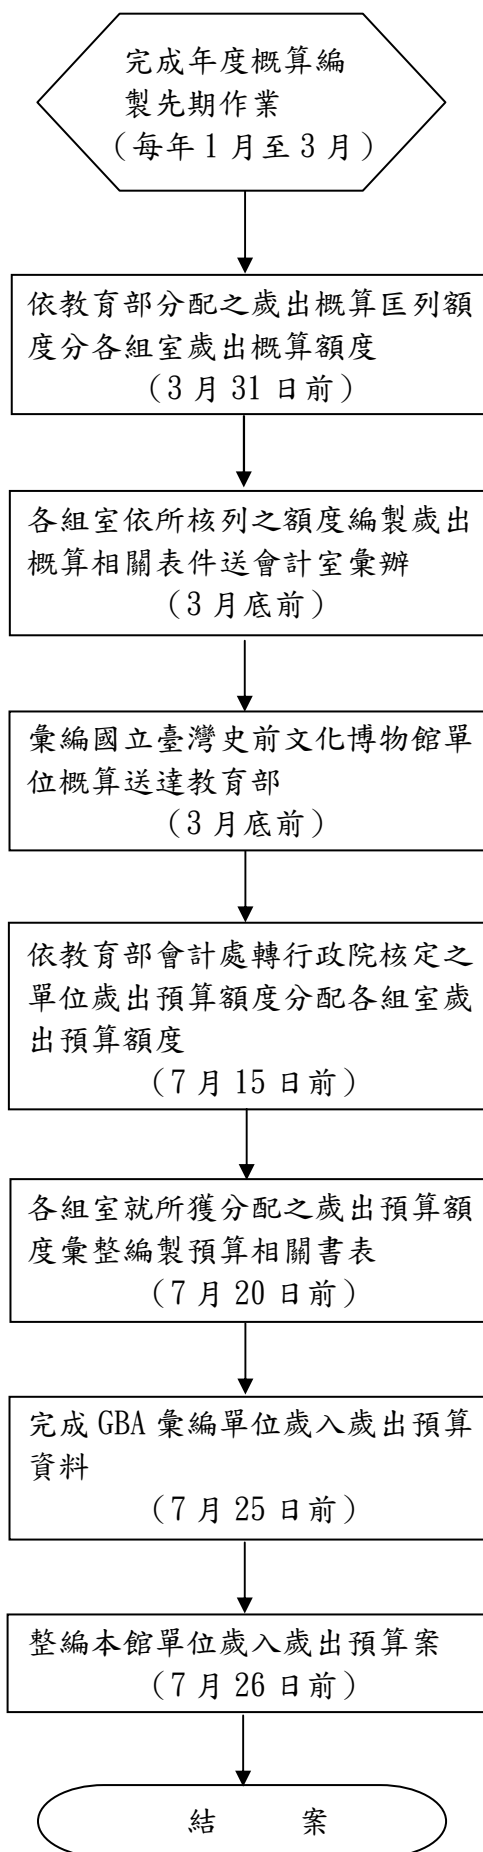 完成年度概算編
製先期作業
（每年1月至3月）
依教育部分配之歲出概算匡列額
度分各組室歲出概算額度
（3月31日前）
各組室依所核列之額度編製歲出
概算相關表件送會計室彙辦
（3月底前）
彙編國立臺灣史前文化博物館單
位概算送達教育部
（3月底前）
依教育部會計處轉行政院核定之
單位歲出預算額度分配各組室歲
出預算額度
（7月15日前）
各組室就所獲分配之歲出預算額
度彙整編製預算相關書表
（7月20日前）
完成 GBA 彙編單位歲入歲出預算
資料
（7月25日前）
整編本館單位歲入歲出預算案
（7月26日前）
結　　案